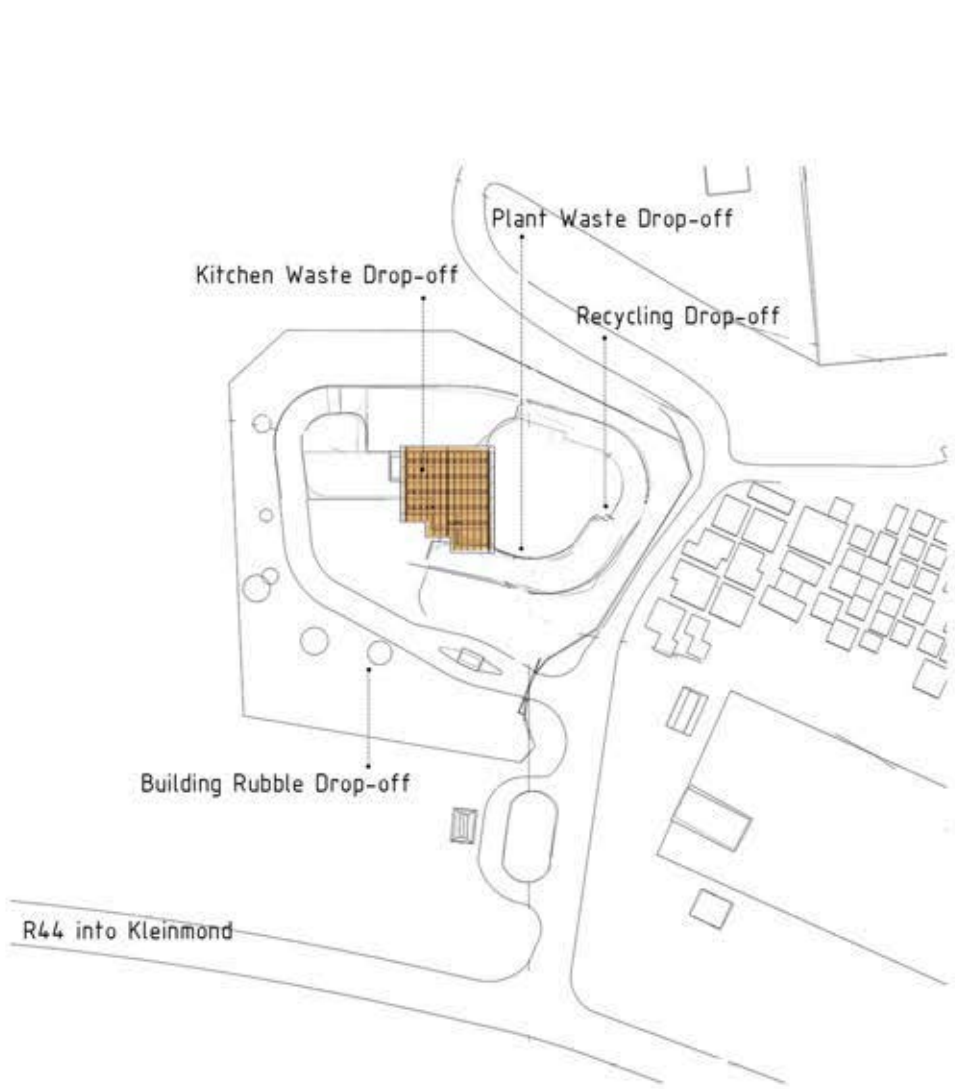 Plant Waste Drop-off
Kitchen Waste Drop-off
Recycling Drop-off
Building Rubble Drop-off
R44 into Kleinmond